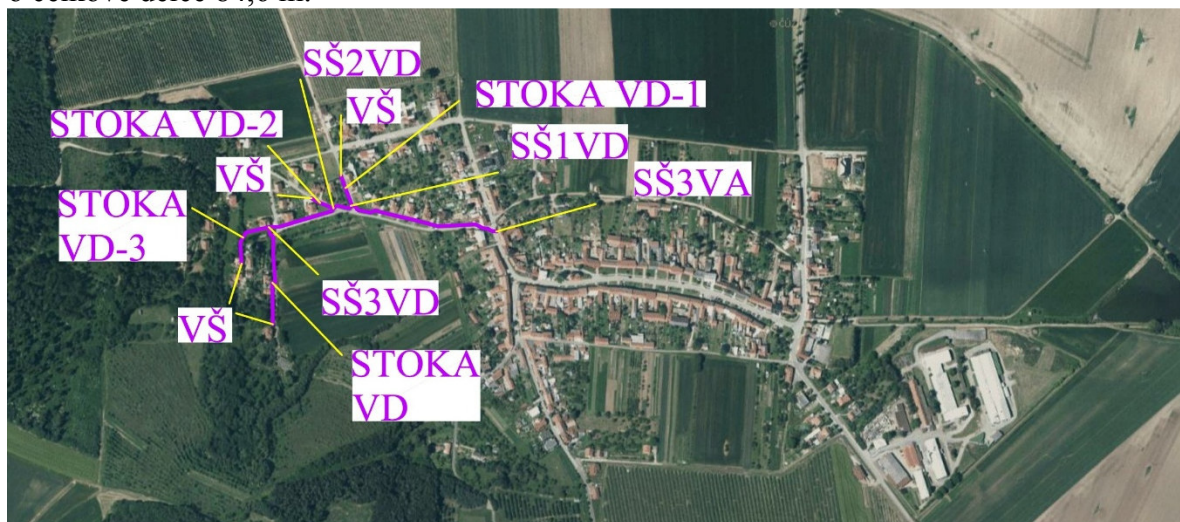 SŠ2VD
VŠ
STOKA VD-1
STOKA VD-2
SŠ1VD
VŠ
SŠ3VA
STOKA
VD-3
SŠ3VD
VŠ
STOKA
VD